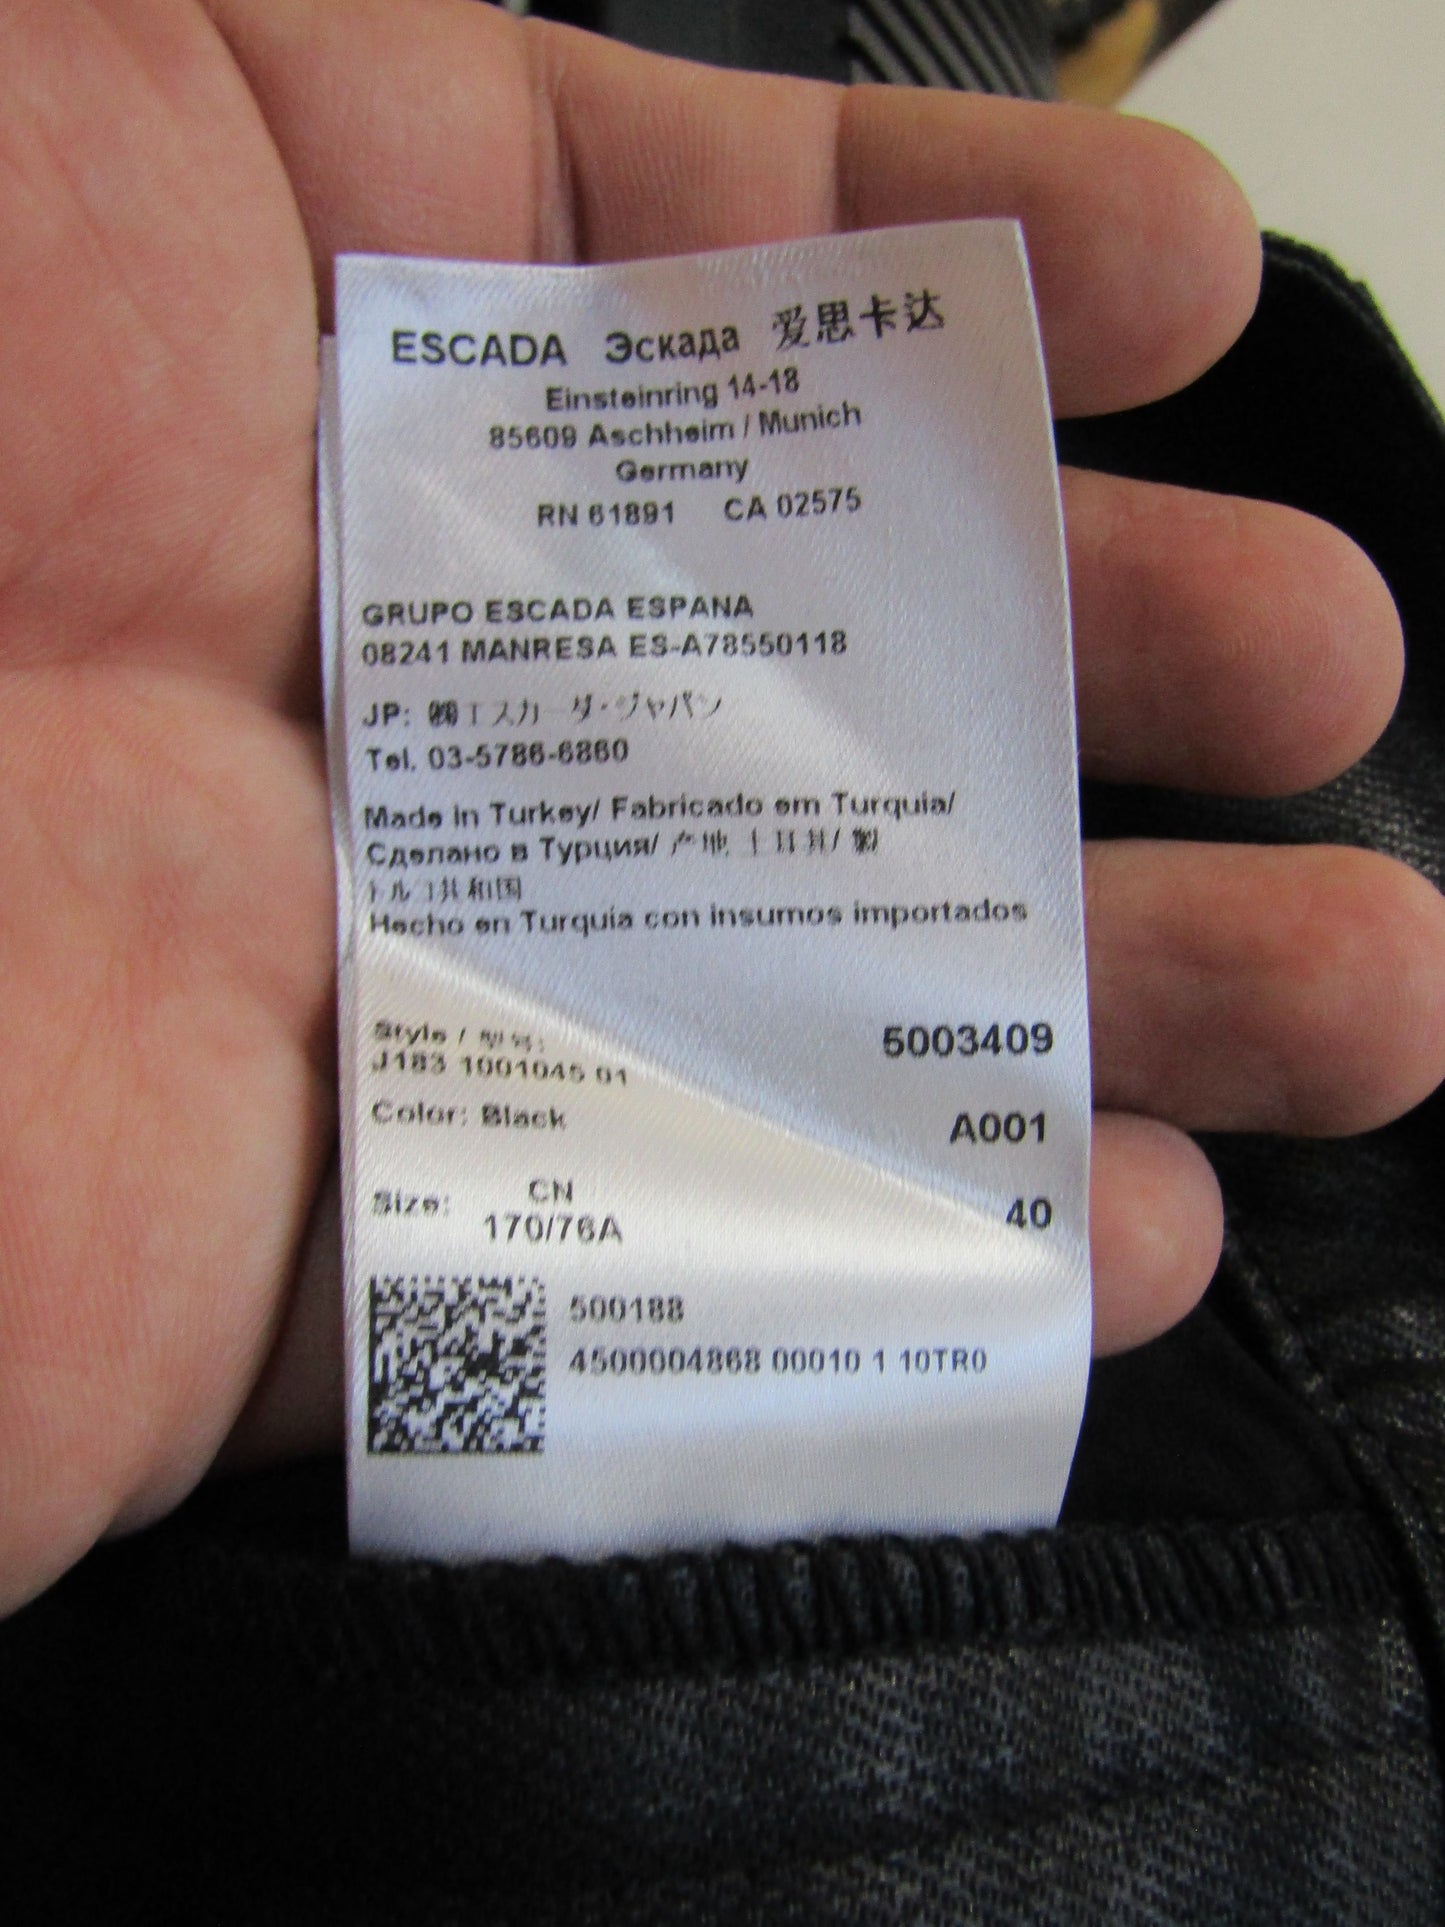 ESCADA Эскада 爱思卡达
Einsteinring 14-18
85609 Aschheim / Munich
Germany
RN 61891 CA 02575
GRUPO ESCADA ESPANA
08241 MANRESA ES-A78550118
JP: ㈱エスカーダ・ジャパン
Tel. 03-5786-6860
Made in Turkey/ Fabricado em Turquia/
Сделано в Турция/ 产地 土耳其/ 製
トルコ共和国
Hecho en Turquia con insumos importados
Style / 型号: 5003409
J183 1001045 01
Color: Black A001
Size: CN 40
170/76A
500188
4500004868 00010 1 10TR0